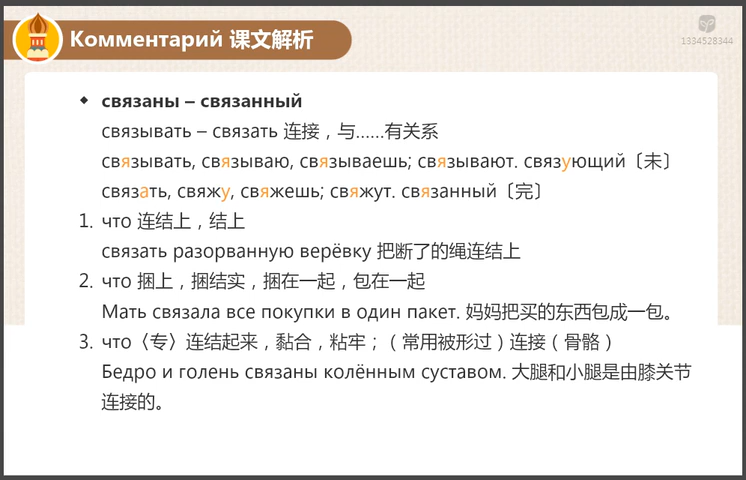 Комментарий 课文解析
1334528344
◆ связаны – связанный
связывать – связать 连接，与……有关系
связывать, связываю, связываешь; связывают. связующий〔未〕
связать, свяжу, свяжешь; свяжут. связанный〔完〕
1. что 连结上，结上
связать разорванную верёвку 把断了的绳连结上
2. что 捆上，捆结实，捆在一起，包在一起
Мать связала все покупки в один пакет. 妈妈把买的东西包成一包。
3. что〈专〉连结起来，黏合，粘牢；（常用被形过）连接（骨骼）
Бедро и голень связаны колённым суставом. 大腿和小腿是由膝关节
连接的。